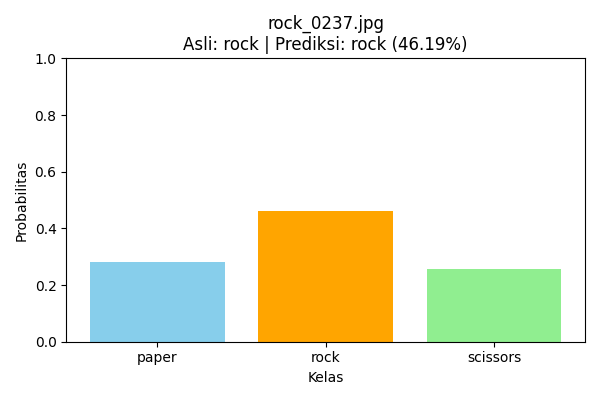 rock_0237.jpg
Asli: rock | Prediksi: rock (46.19%)
1.0
0.8
0.6
0.4
0.2
0.0
Probabilitas
paper rock scissors
Kelas